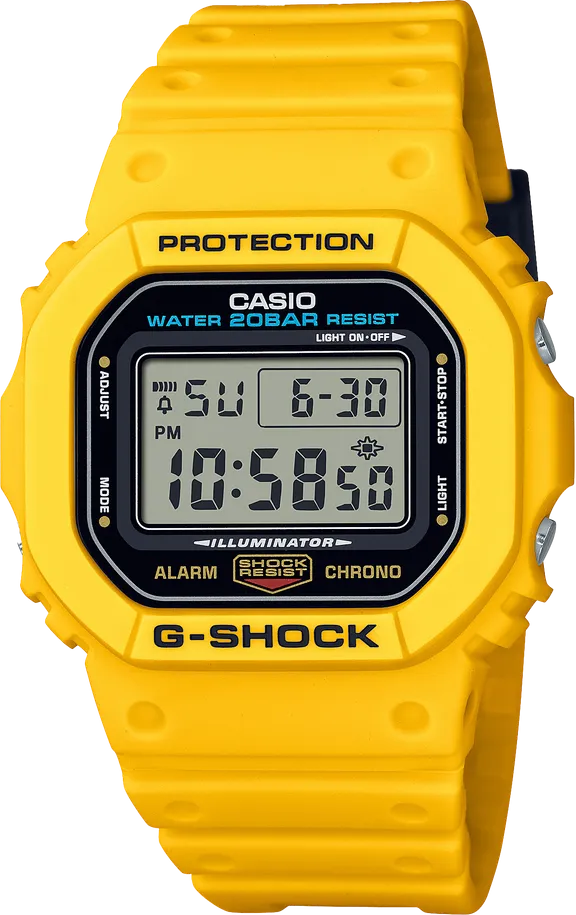 PROTECTION
CASIO
WATER 20BAR RESIST
LIGHT ON•OFF
ADJUST
START•STOP
SU 6-30
PM
10:58 50
MODE
LIGHT
ILLUMINATOR
ALARM
SHOCK
RESIST
CHRONO
G-SHOCK